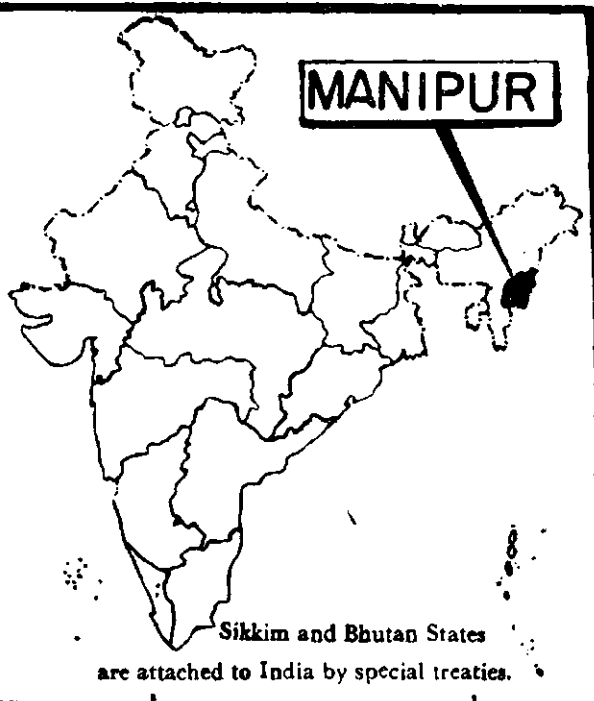 MANIPUR
Sikkim and Bhutan States
are attached to India by special treaties.